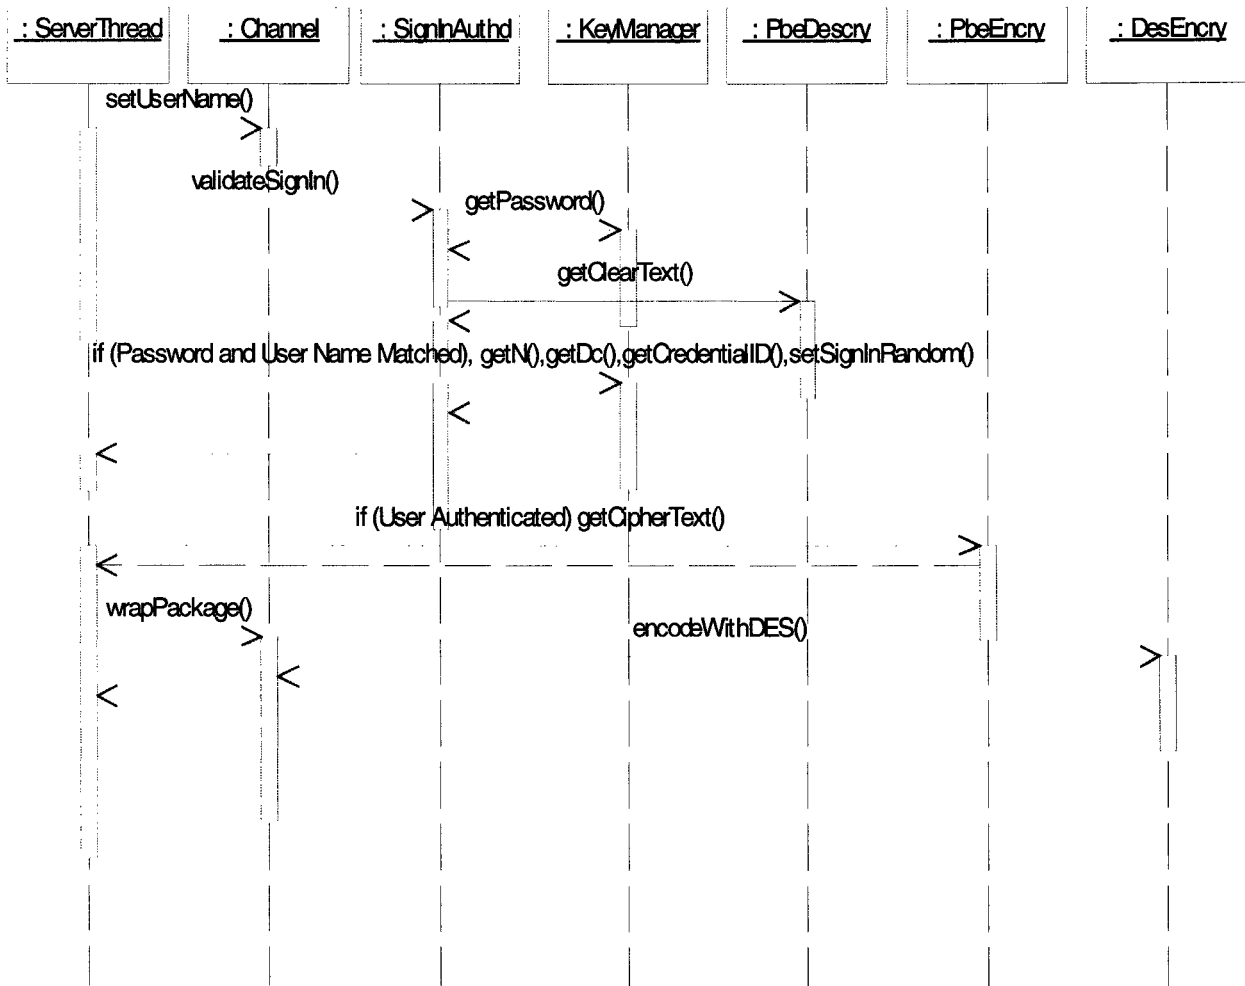 : ServerThread
: Channel
: SignInAuthd
: KeyManager
: PbeDescry
: PbeEncry
: DesEncry
setUserName()
validateSignIn()
getPassword()
getClearText()
if (Password and User Name Matched), getN(),getDc(),getCredentialID(),setSignInRandom()
if (User Authenticated) getCipherText()
wrapPackage()
encodeWithDES()